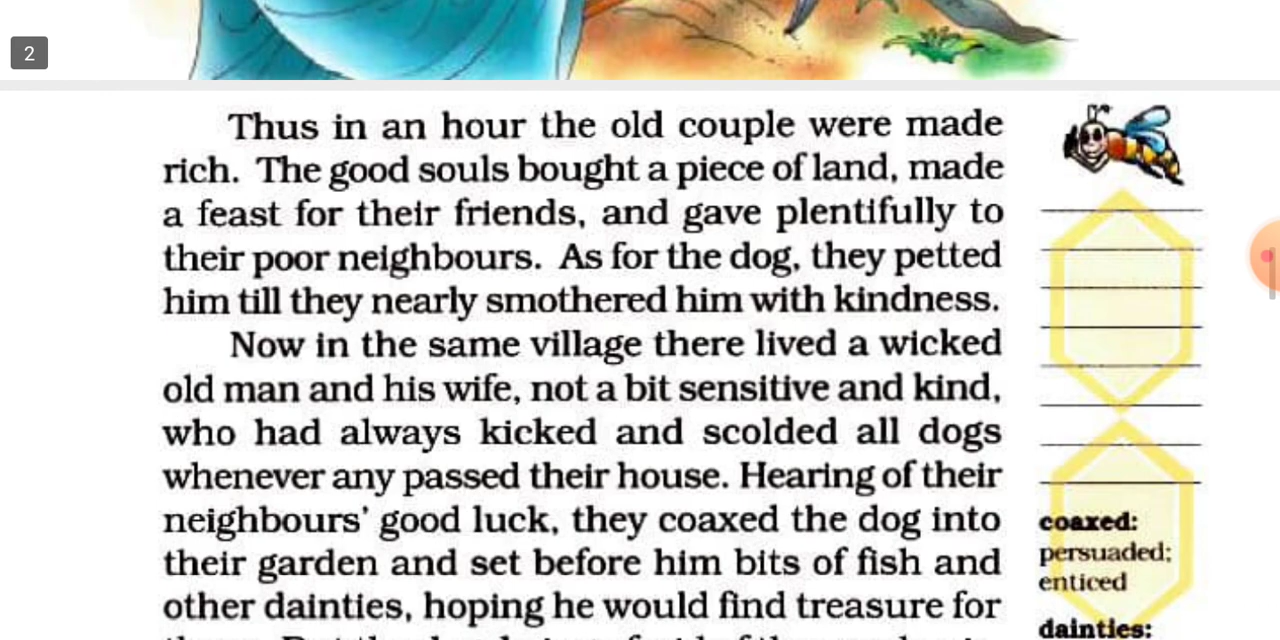 2
Thus in an hour the old couple were made
rich. The good souls bought a piece of land, made
a feast for their friends, and gave plentifully to
their poor neighbours. As for the dog, they petted
him till they nearly smothered him with kindness.
Now in the same village there lived a wicked
old man and his wife, not a bit sensitive and kind,
who had always kicked and scolded all dogs
whenever any passed their house. Hearing of their
neighbours’ good luck, they coaxed the dog into
their garden and set before him bits of fish and
other dainties, hoping he would find treasure for
coaxed:
persuaded;
enticed
dainties: